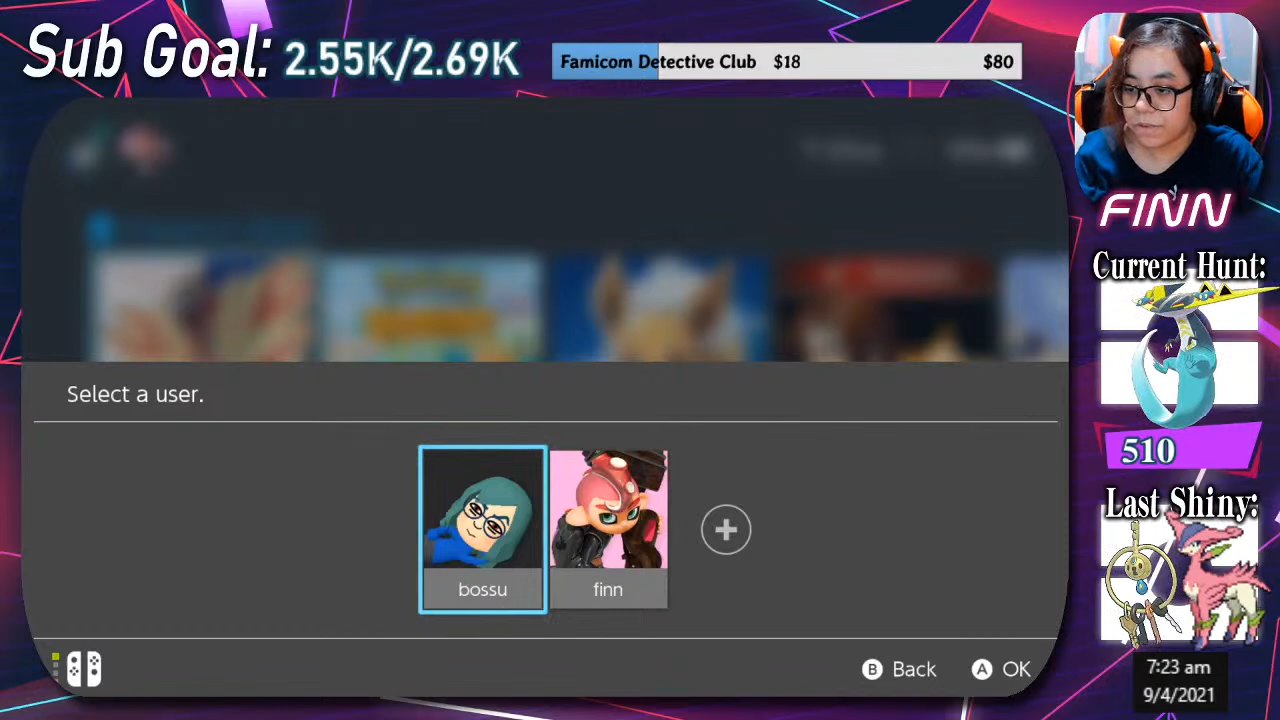 Sub Goal: 2.55K/2.69K
Famicom Detective Club $18 $80
FINN
Current Hunt:
510
Last Shiny:
Select a user.
bossu
finn
B Back A OK
7:23 am
9/4/2021